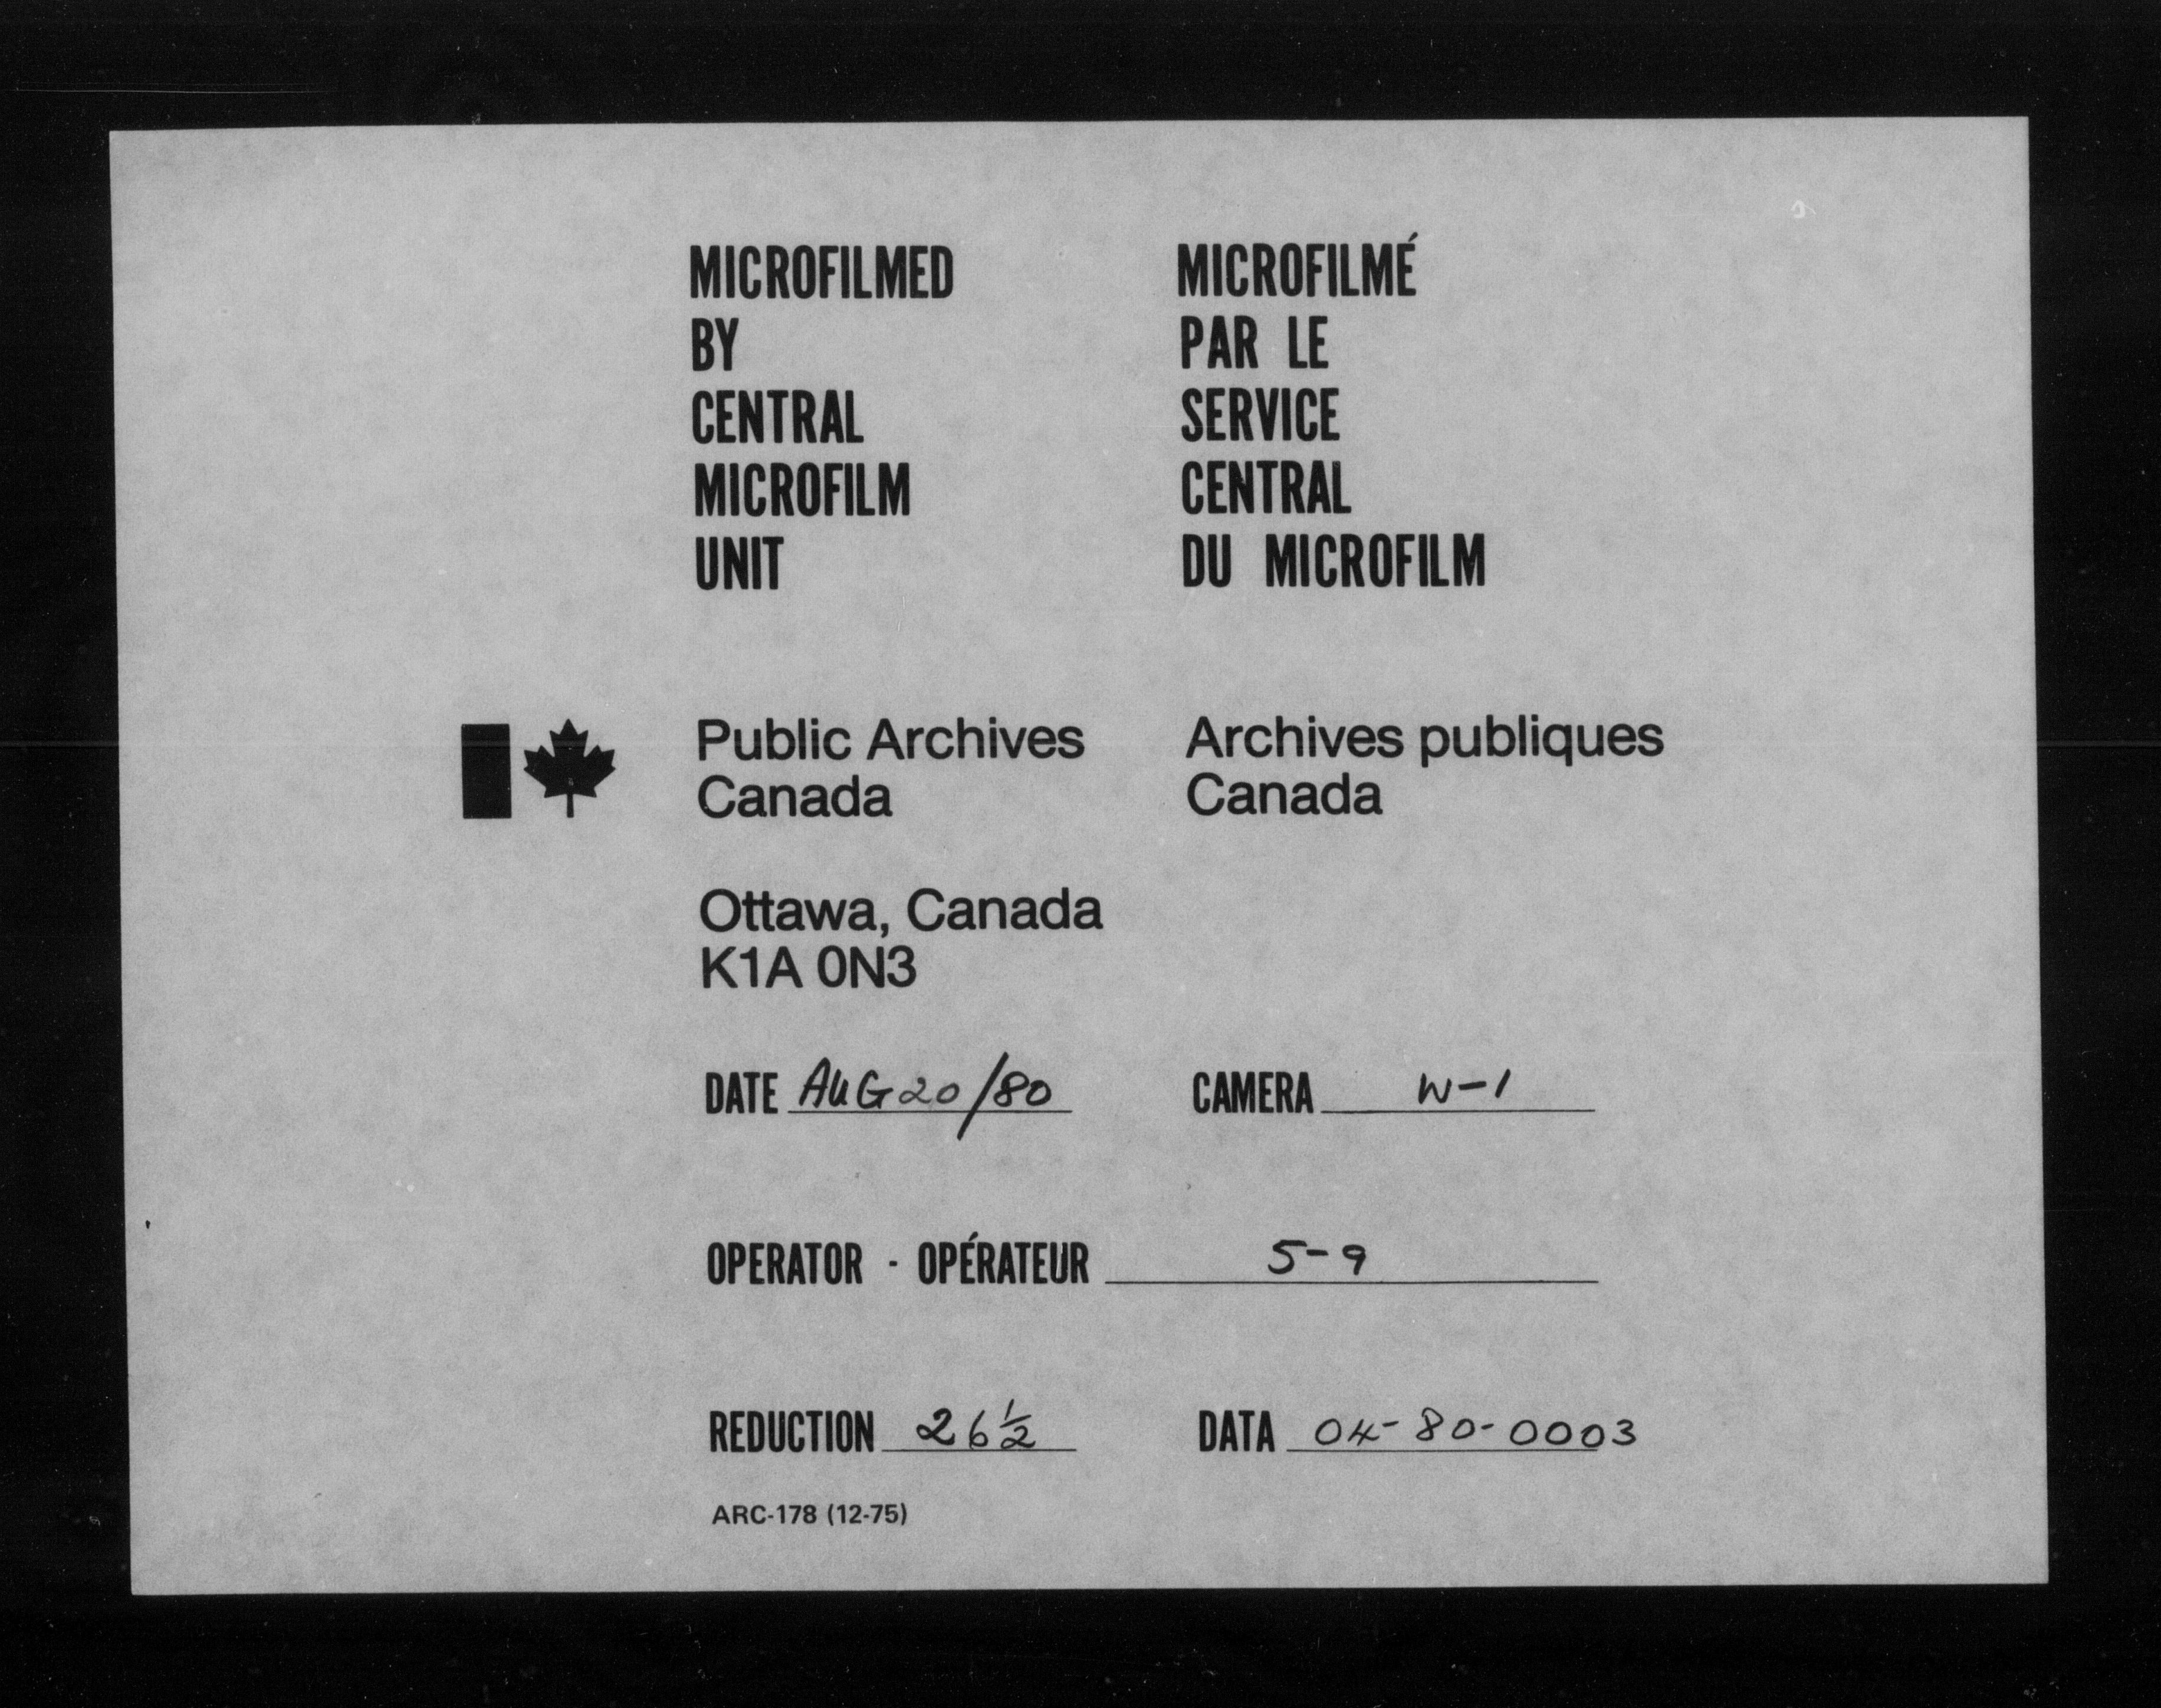 MICROFILMED
BY
CENTRAL
MICROFILM
UNIT
MICROFILMÉ
PAR LE
SERVICE
CENTRAL
DU MICROFILM
Public Archives
Canada
Archives publiques
Canada
Ottawa, Canada
K1A 0N3
DATE AUG 20/80 CAMERA W-1
OPERATOR - OPÉRATEUR 5-9
REDUCTION 26½ DATA 04-80-0003
ARC-178 (12-75)